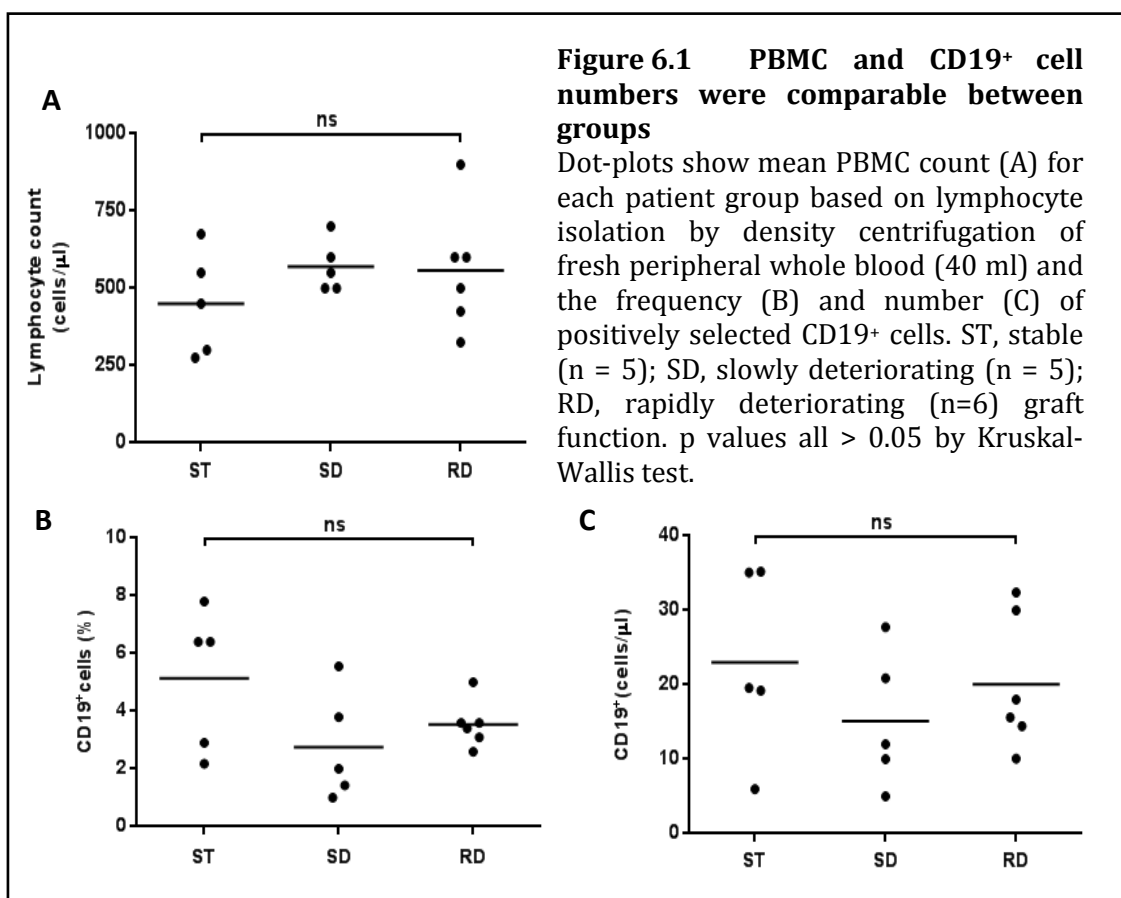 Figure 6.1 PBMC and CD19⁺ cell
numbers were comparable between
groups
Dot-plots show mean PBMC count (A) for
each patient group based on lymphocyte
isolation by density centrifugation of
fresh peripheral whole blood (40 ml) and
the frequency (B) and number (C) of
positively selected CD19⁺ cells. ST, stable
(n = 5); SD, slowly deteriorating (n = 5);
RD, rapidly deteriorating (n=6) graft
function. p values all > 0.05 by Kruskal-
Wallis test.
A
ns
Lymphocyte count
(cells/µl)
1000
750
500
250
0
ST SD RD
B
ns
CD19⁺cells (%)
10
8
6
4
2
0
ST SD RD
C
ns
CD19⁺(cells/µl)
40
30
20
10
0
ST SD RD